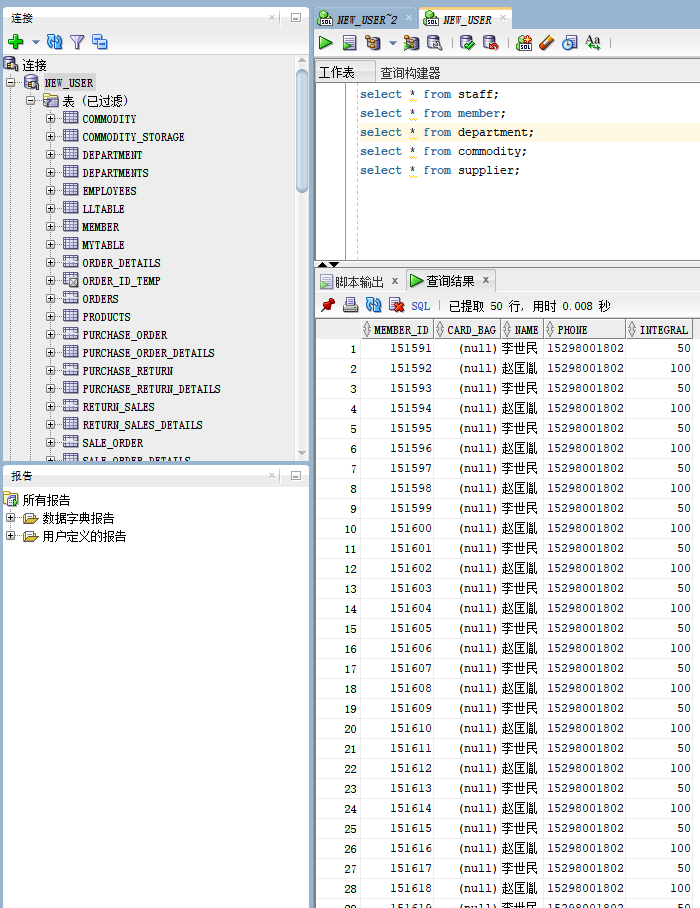 连接
连接
NEW_USER
表 (已过滤)
COMMODITY
COMMODITY_STORAGE
DEPARTMENT
DEPARTMENTS
EMPLOYEES
LLTABLE
MEMBER
MYTABLE
ORDER_DETAILS
ORDER_ID_TEMP
ORDERS
PRODUCTS
PURCHASE_ORDER
PURCHASE_ORDER_DETAILS
PURCHASE_RETURN
PURCHASE_RETURN_DETAILS
RETURN_SALES
RETURN_SALES_DETAILS
SALE_ORDER
SALE_ORDER_DETAILS
报告
所有报告
数据字典报告
用户定义的报告
NEW_USER~2 NEW_USER
SQL SQL Aa
工作表 查询构建器
select * from staff;
select * from member;
select * from department;
select * from commodity;
select * from supplier;
脚本输出 x 查询结果 x
SQL | 已提取 50 行, 用时 0.008 秒
MEMBER_ID CARD_BAG NAME PHONE INTEGRAL
1 151591 (null) 李世民 15298001802 50
2 151592 (null) 赵匡胤 15298001802 100
3 151593 (null) 李世民 15298001802 50
4 151594 (null) 赵匡胤 15298001802 100
5 151595 (null) 李世民 15298001802 50
6 151596 (null) 赵匡胤 15298001802 100
7 151597 (null) 李世民 15298001802 50
8 151598 (null) 赵匡胤 15298001802 100
9 151599 (null) 李世民 15298001802 50
10 151600 (null) 赵匡胤 15298001802 100
11 151601 (null) 李世民 15298001802 50
12 151602 (null) 赵匡胤 15298001802 100
13 151603 (null) 李世民 15298001802 50
14 151604 (null) 赵匡胤 15298001802 100
15 151605 (null) 李世民 15298001802 50
16 151606 (null) 赵匡胤 15298001802 100
17 151607 (null) 李世民 15298001802 50
18 151608 (null) 赵匡胤 15298001802 100
19 151609 (null) 李世民 15298001802 50
20 151610 (null) 赵匡胤 15298001802 100
21 151611 (null) 李世民 15298001802 50
22 151612 (null) 赵匡胤 15298001802 100
23 151613 (null) 李世民 15298001802 50
24 151614 (null) 赵匡胤 15298001802 100
25 151615 (null) 李世民 15298001802 50
26 151616 (null) 赵匡胤 15298001802 100
27 151617 (null) 李世民 15298001802 50
28 151618 (null) 赵匡胤 15298001802 100
29 151619 (null) 李世民 15298001802 50